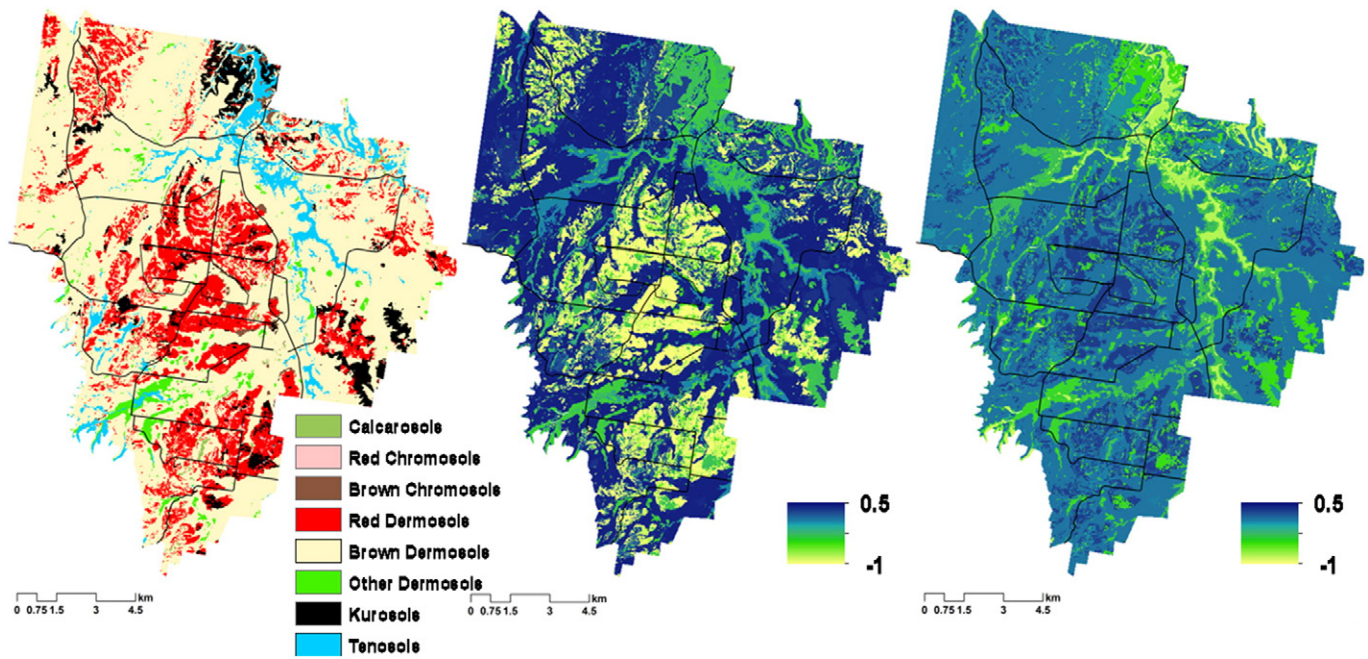 Calcarosols
Red Chromosols
Brown Chromosols
Red Dermosols
Brown Dermosols
Other Dermosols
Kurosols
Tenosols
0.5
-1
0.5
-1
km
0 0.75 1.5 3 4.5
km
0 0.75 1.5 3 4.5
km
0 0.75 1.5 3 4.5